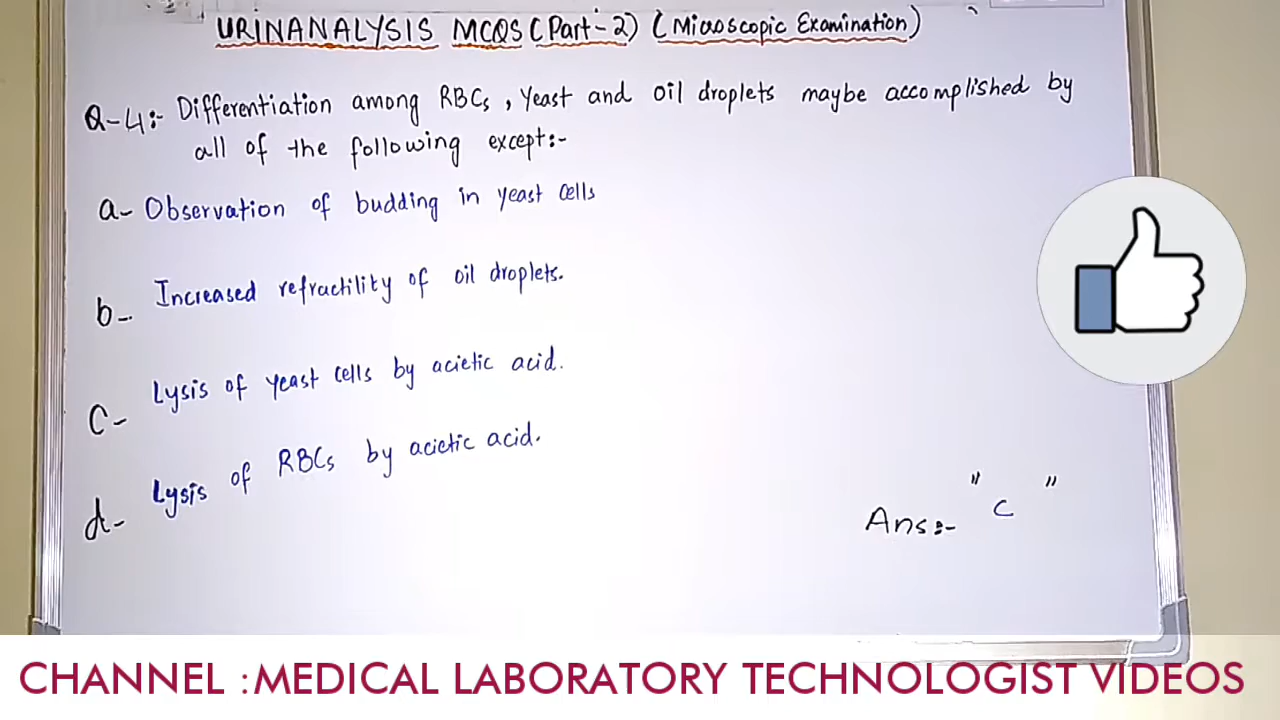 URINANALYSIS MCQS (Part-2) (Microscopic Examination)
Q-4:- Differentiation among RBCs, Yeast and oil droplets maybe accomplished by
all of the following except:-
a- Observation of budding in yeast cells
b- Increased refractility of oil droplets.
c- Lysis of yeast cells by acietic acid.
d- Lysis of RBCs by acietic acid.
Ans:- " c "
CHANNEL :MEDICAL LABORATORY TECHNOLOGIST VIDEOS